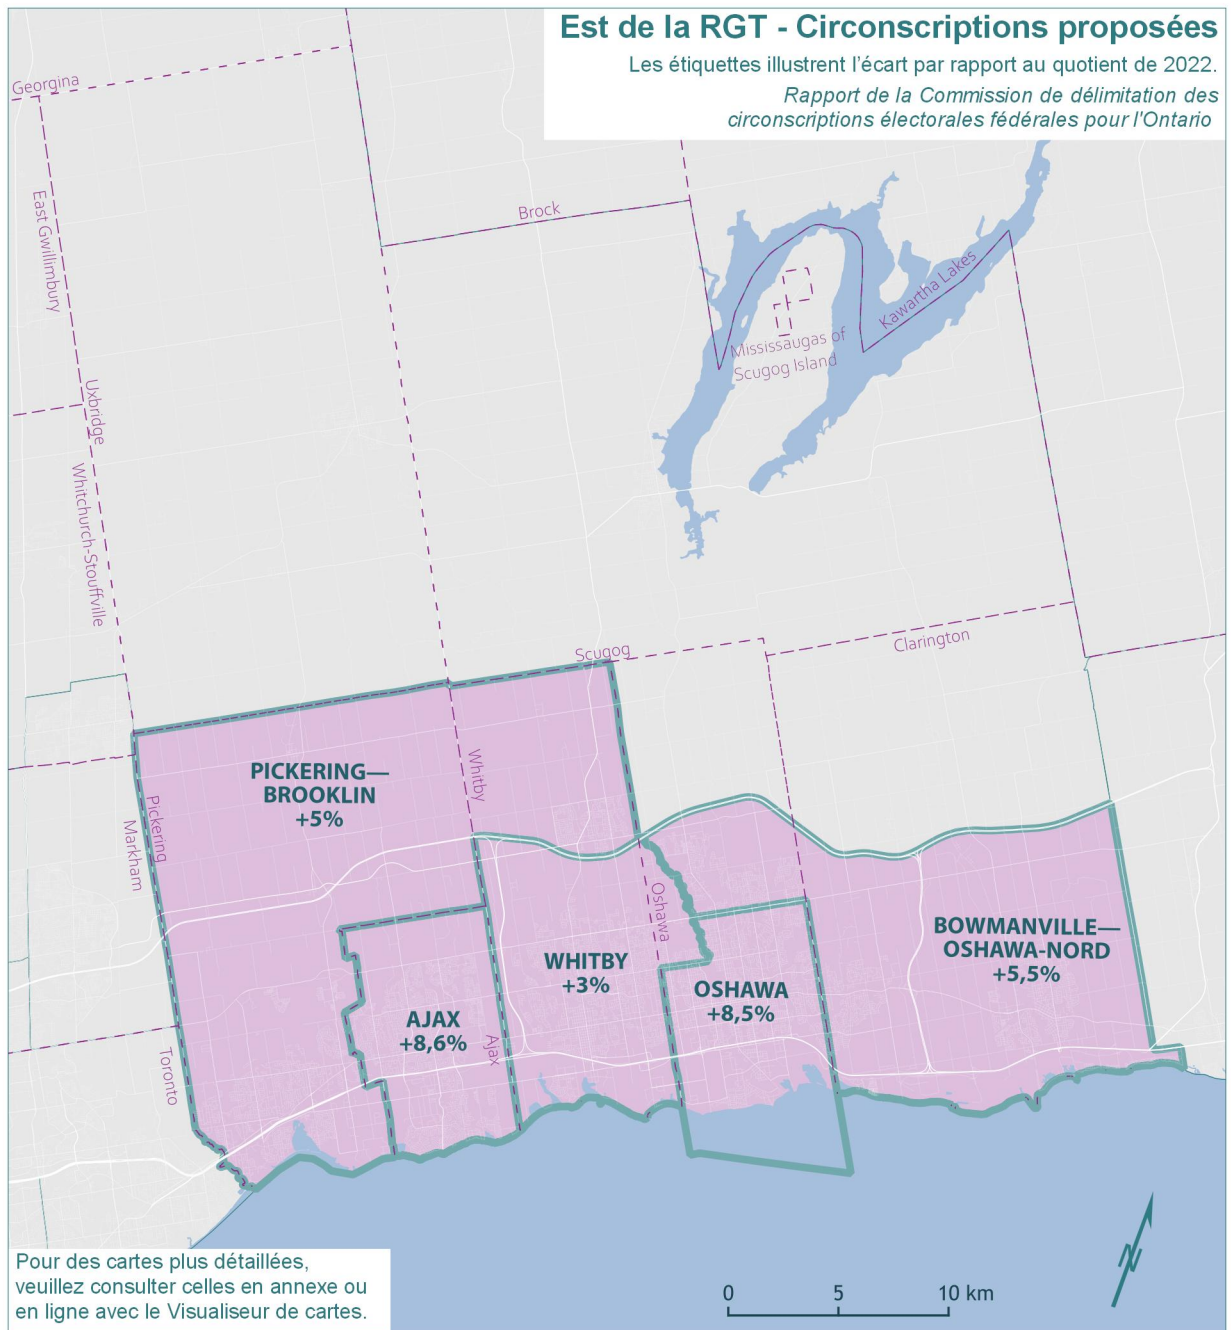 Est de la RGT - Circonscriptions proposées
Les étiquettes illustrent l'écart par rapport au quotient de 2022.
Rapport de la Commission de délimitation des
circonscriptions électorales fédérales pour l'Ontario
Georgina
East Gwillimbury
Brock
Kawartha Lakes
Mississaugas of
Scugog Island
Uxbridge
Whitchurch-Stouffville
Scugog
Clarington
PICKERING—
BROOKLIN
+5%
Whitby
Pickering
Markham
Oshawa
BOWMANVILLE—
OSHAWA-NORD
+5,5%
WHITBY
+3%
OSHAWA
+8,5%
AJAX
+8,6%
Ajax
Toronto
Pour des cartes plus détaillées,
veuillez consulter celles en annexe ou
en ligne avec le Visualiseur de cartes.
0 5 10 km
N